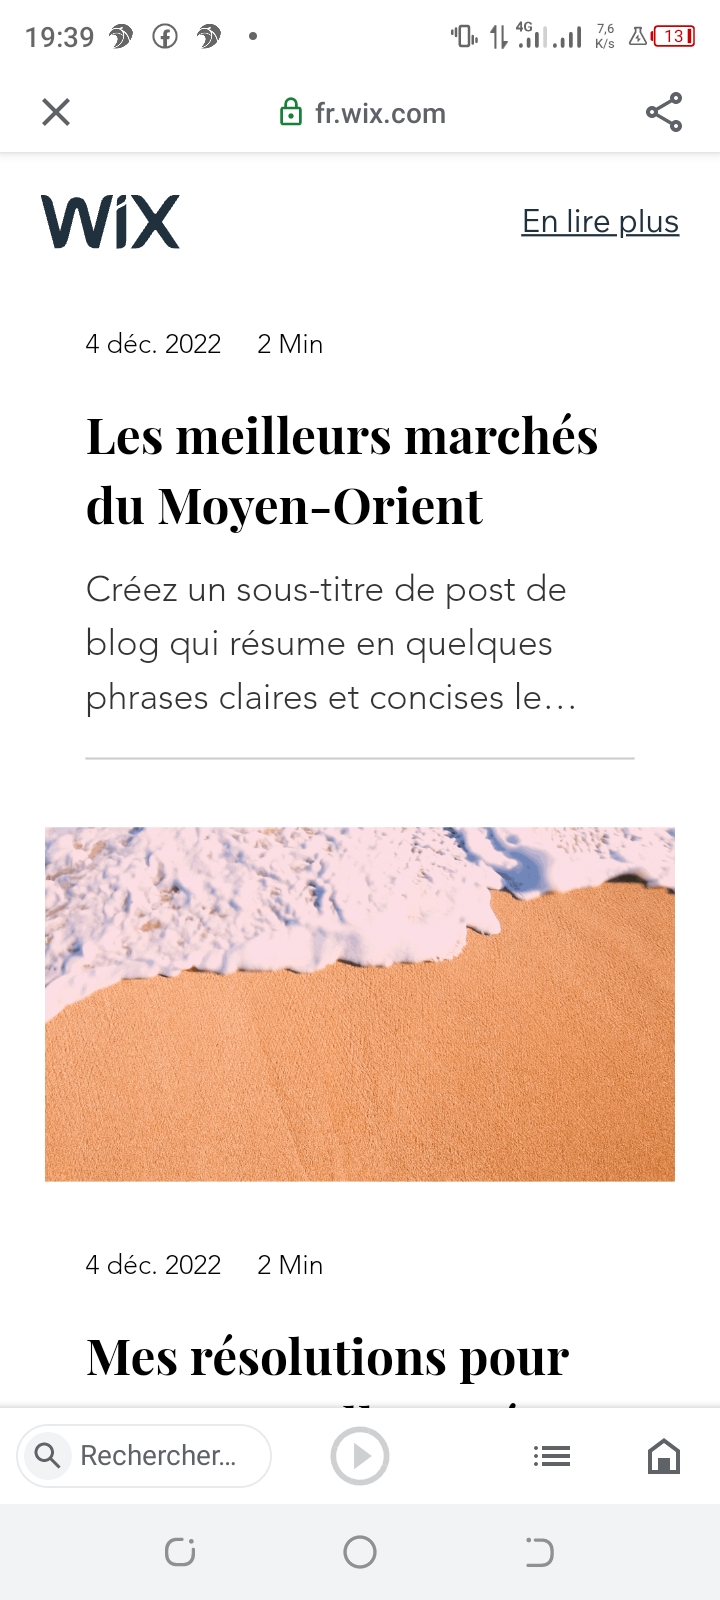 19:39
4G
7,6
K/s
13
fr.wix.com
WiX
En lire plus
4 déc. 2022 2 Min
Les meilleurs marchés
du Moyen-Orient
Créez un sous-titre de post de
blog qui résume en quelques
phrases claires et concises le...
4 déc. 2022 2 Min
Mes résolutions pour
Rechercher...